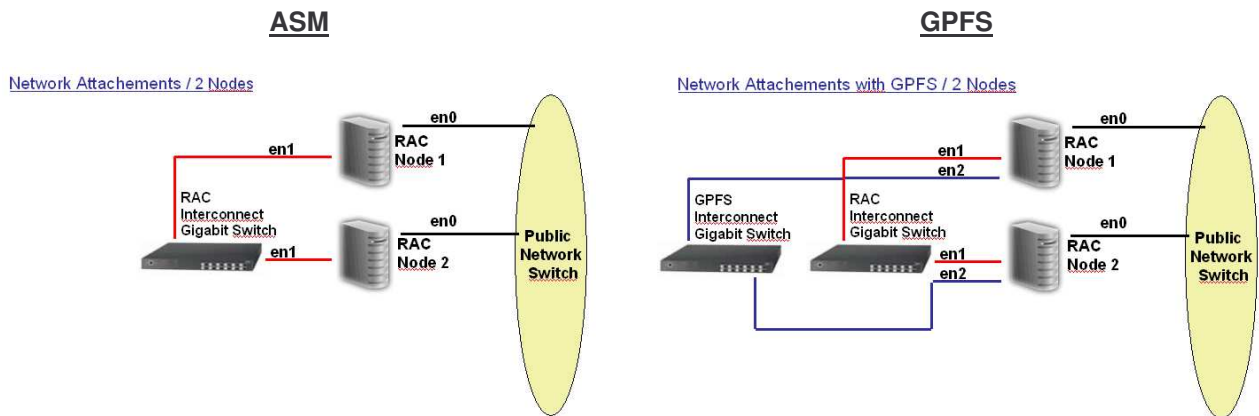 ASM
Network Attachements / 2 Nodes
en0
RAC
Node 1
en1
RAC
Interconnect
Gigabit Switch
en0
RAC
Node 2
en1
Public
Network
Switch
GPFS
Network Attachements with GPFS / 2 Nodes
en0
RAC
Node 1
en1
en2
GPFS
Interconnect
Gigabit Switch
RAC
Interconnect
Gigabit Switch
en0
RAC
Node 2
en1
en2
Public
Network
Switch